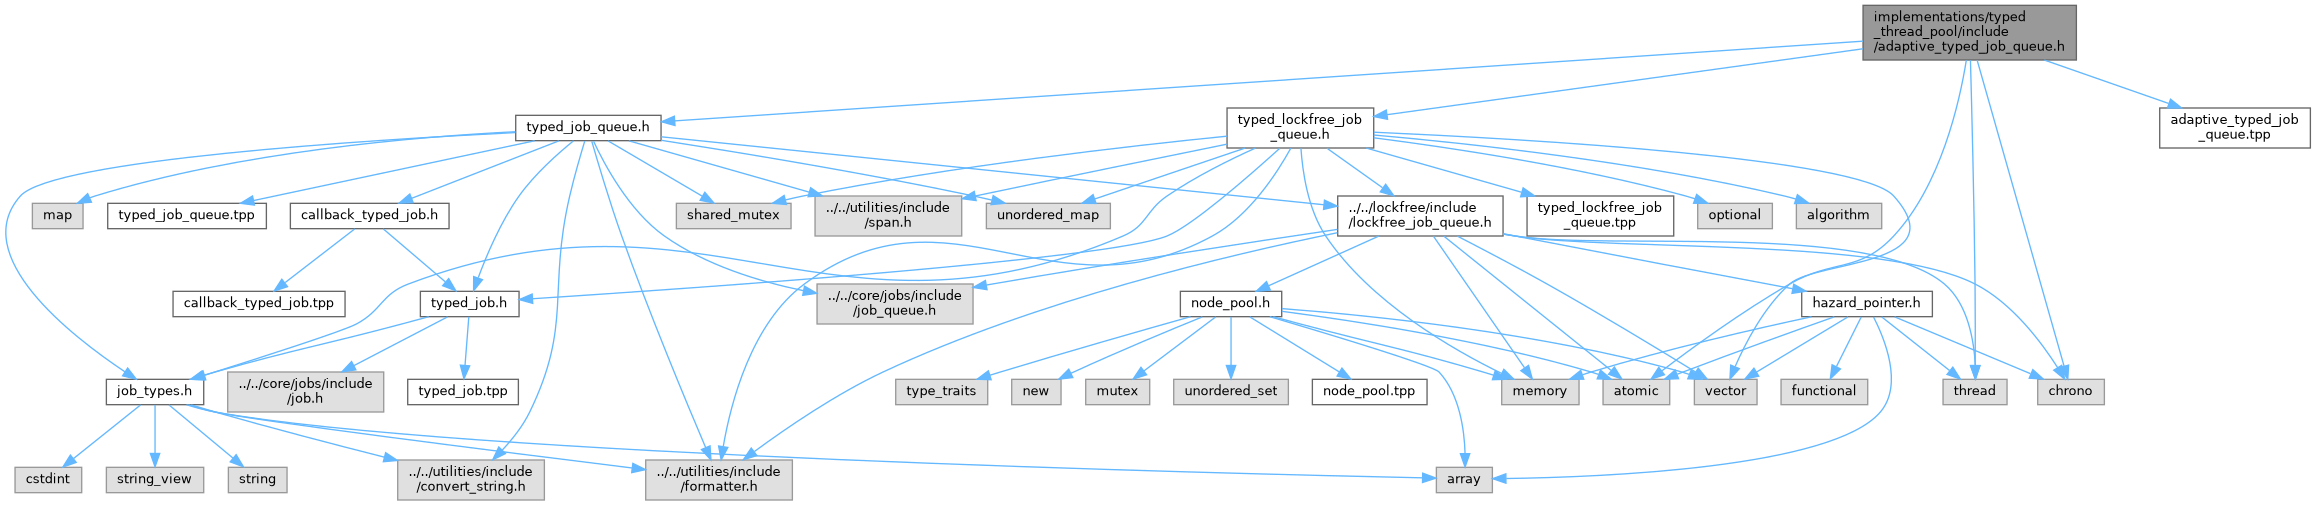 implementations/typed
_thread_pool/include
/adaptive_typed_job_queue.h
typed_job_queue.h
typed_lockfree_job
_queue.h
adaptive_typed_job
_queue.tpp
map
typed_job_queue.tpp
callback_typed_job.h
shared_mutex
../../utilities/include
/span.h
unordered_map
../../lockfree/include
/lockfree_job_queue.h
typed_lockfree_job
_queue.tpp
optional
algorithm
callback_typed_job.tpp
typed_job.h
../../core/jobs/include
/job_queue.h
node_pool.h
hazard_pointer.h
job_types.h
../../core/jobs/include
/job.h
typed_job.tpp
type_traits
new
mutex
unordered_set
node_pool.tpp
memory
atomic
vector
functional
thread
chrono
cstdint
string_view
string
../../utilities/include
/convert_string.h
../../utilities/include
/formatter.h
array